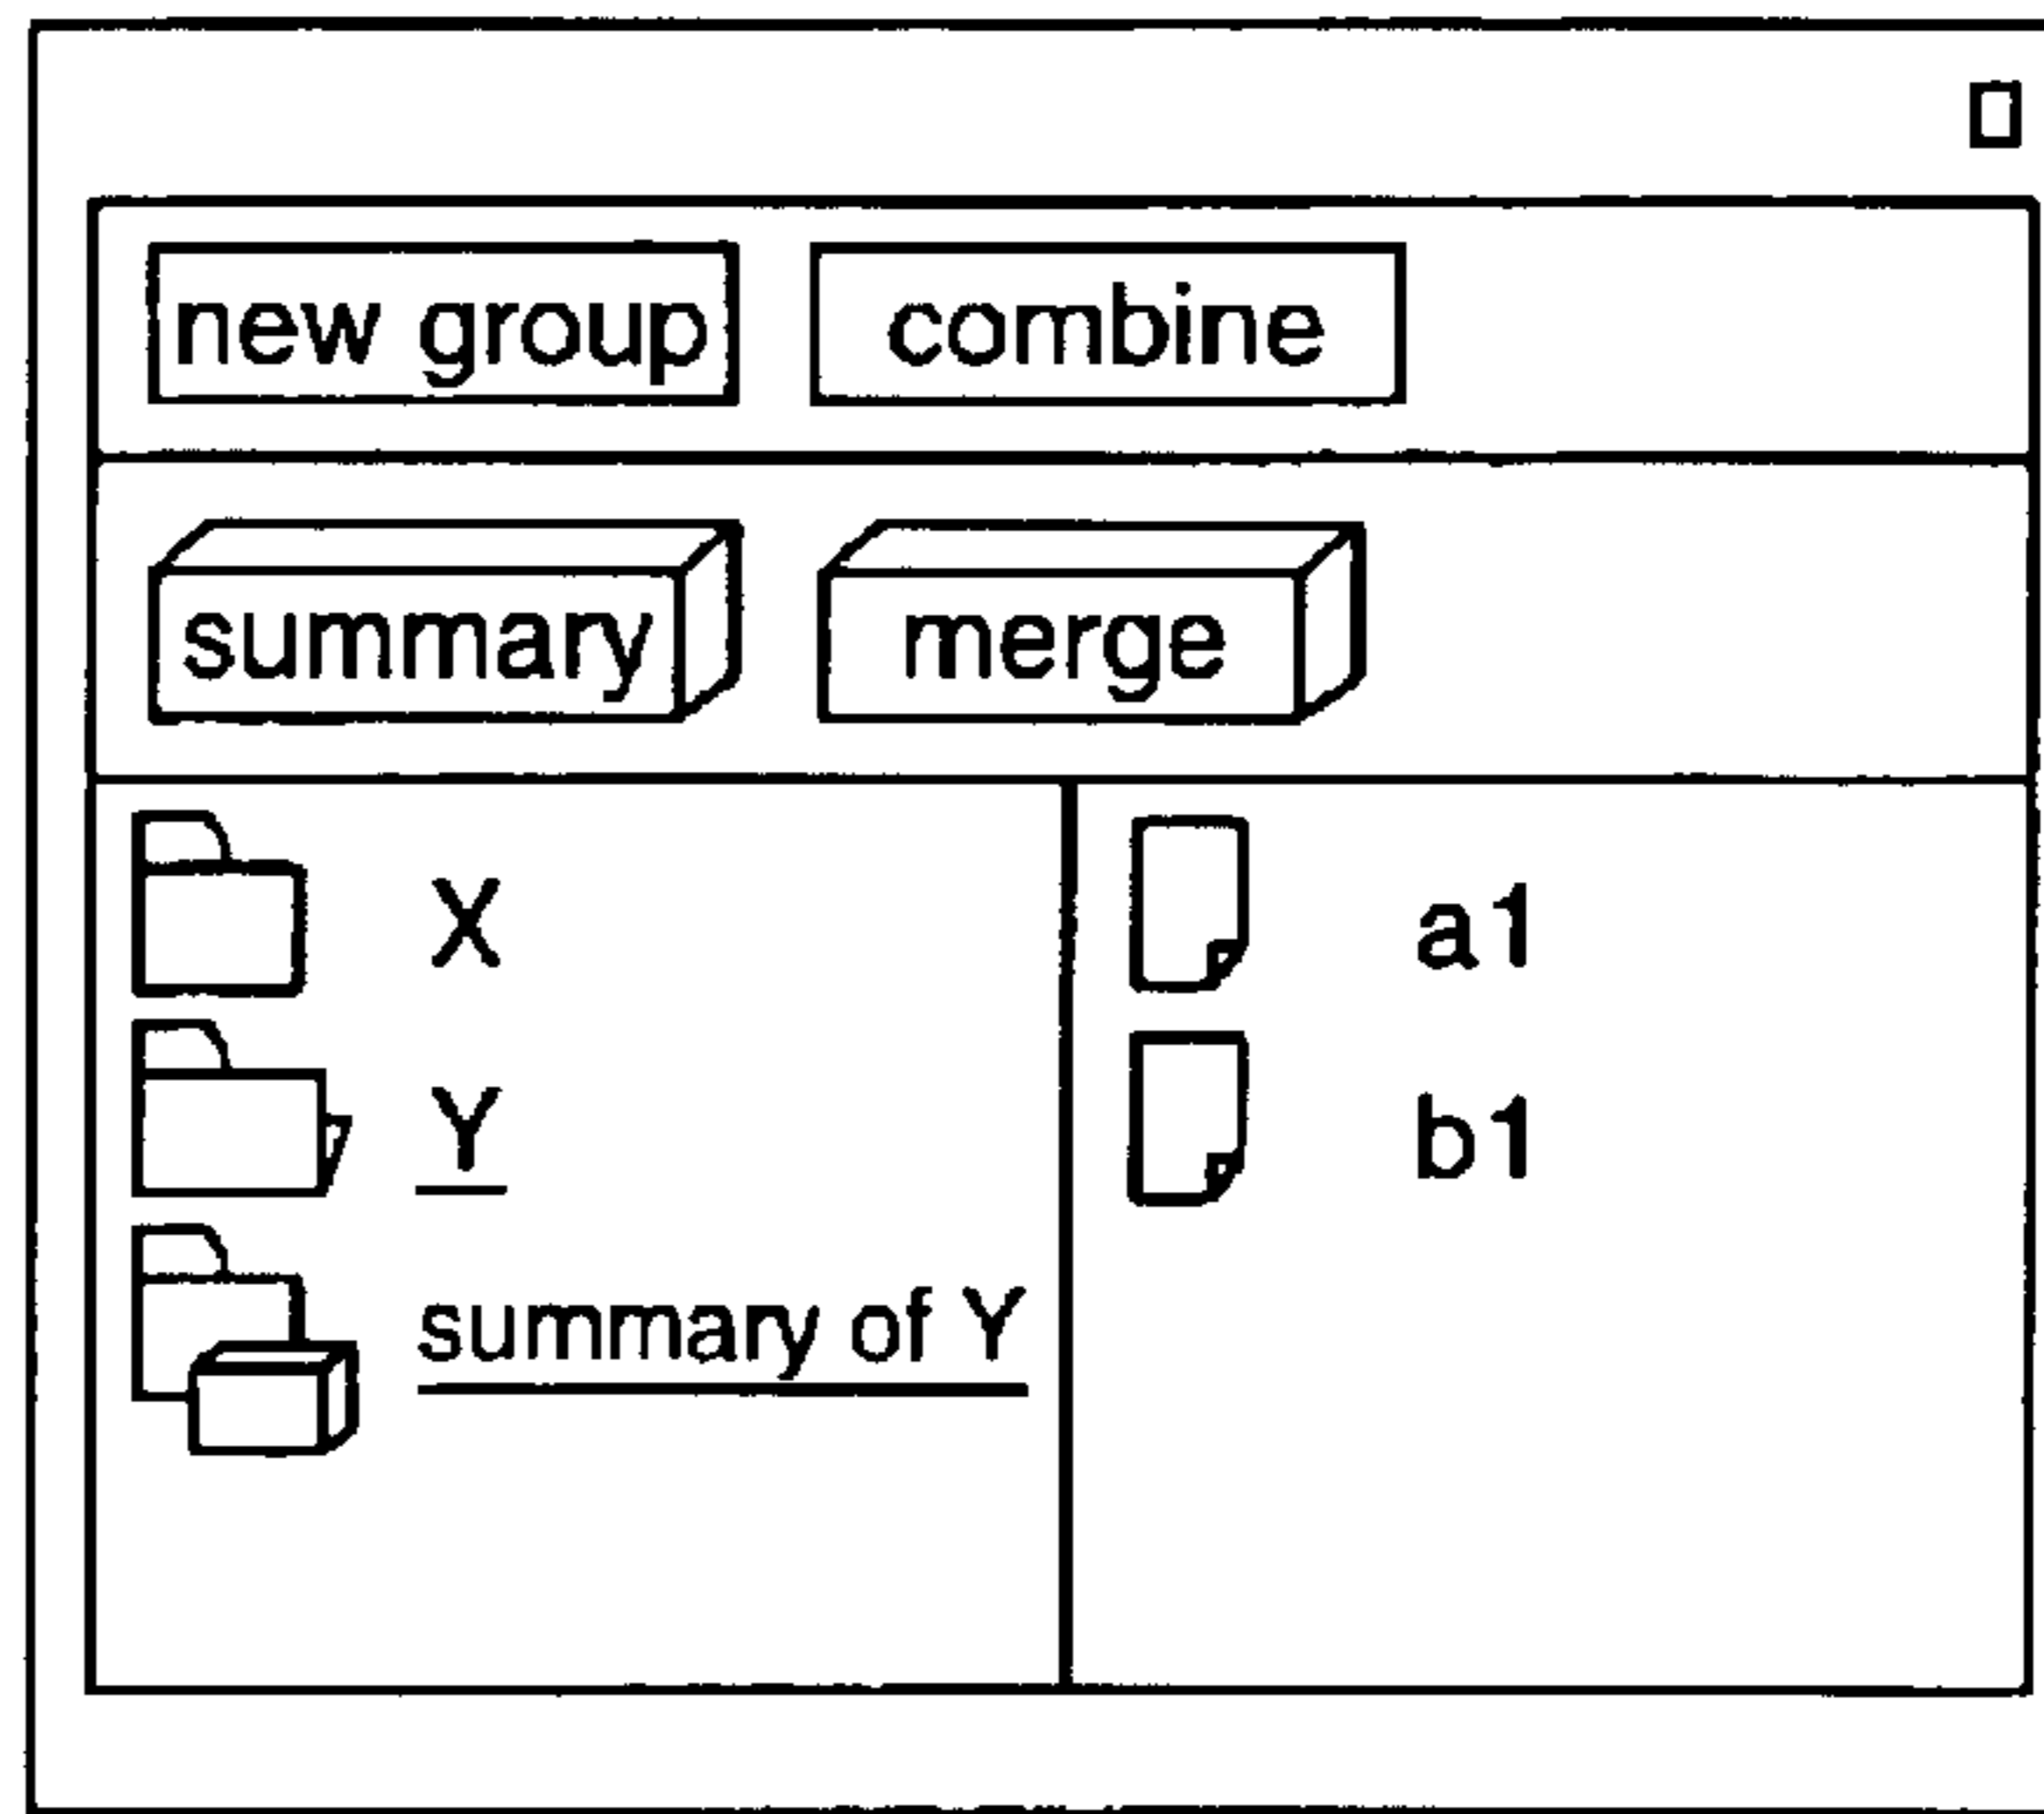 new group combine
summary merge
X a1
Y b1
summary of Y